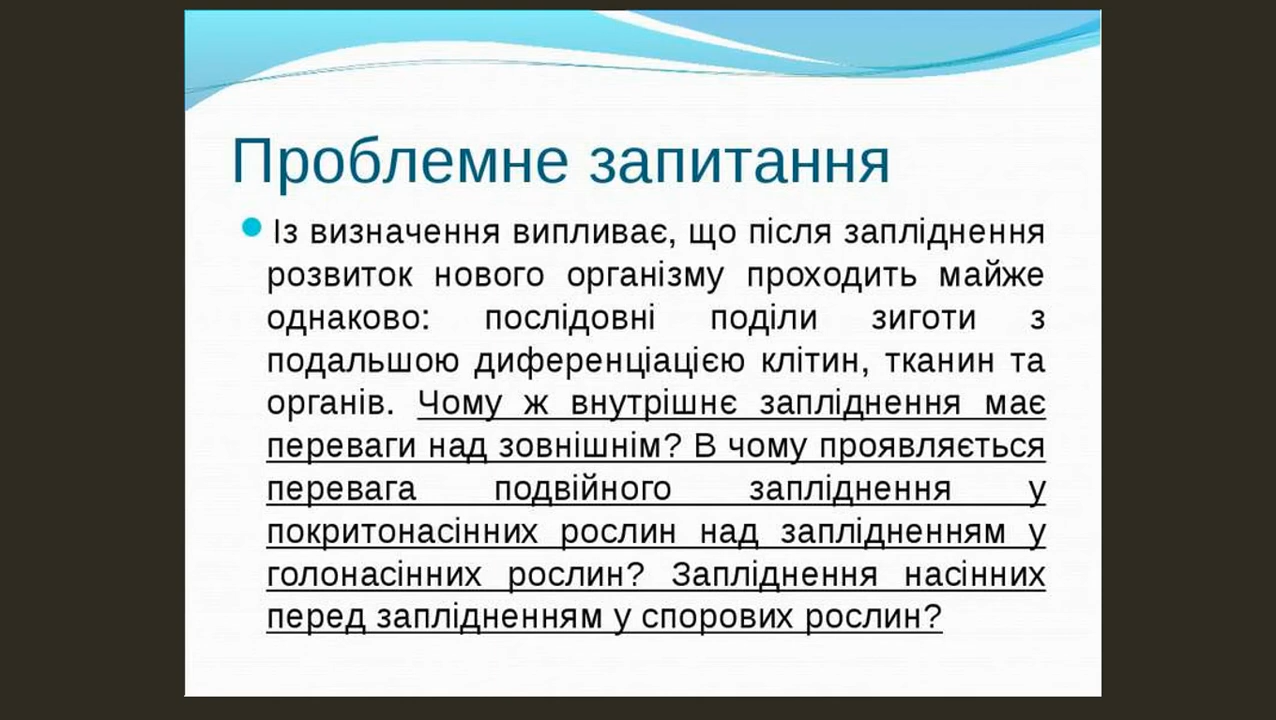 Проблемне запитання
Із визначення випливає, що після запліднення
розвиток нового організму проходить майже
однаково: послідовні поділи зиготи з
подальшою диференціацією клітин, тканин та
органів. Чому ж внутрішнє запліднення має
переваги над зовнішнім? В чому проявляється
перевага подвійного запліднення у
покритонасінних рослин над заплідненням у
голонасінних рослин? Запліднення насінних
перед заплідненням у спорових рослин?